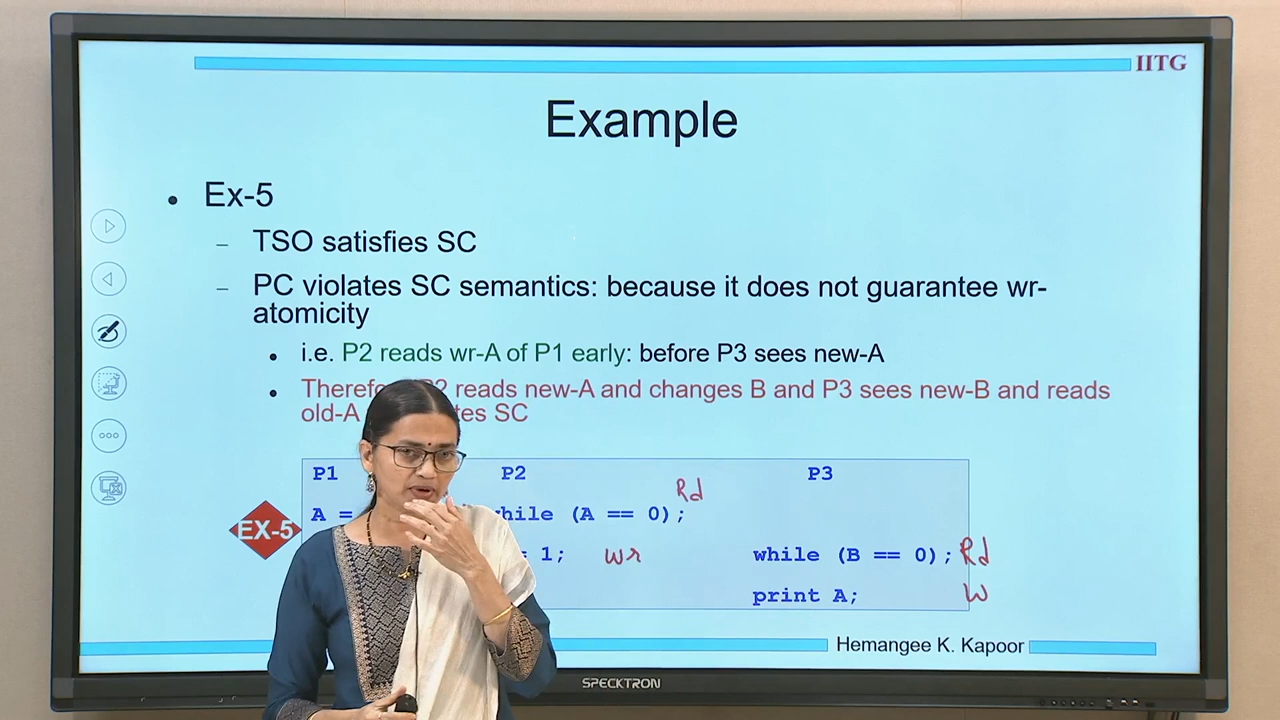 IITG
Example
• Ex-5
– TSO satisfies SC
– PC violates SC semantics: because it does not guarantee wr-
atomicity
• i.e. P2 reads wr-A of P1 early: before P3 sees new-A
• 2 reads new-A and changes B and P3 sees new-B and reads
old-A SC
P1 P2 P3
Rd
A = (A == 0);
EX-5
= 1; wr while (B == 0); Rd
print A; W
Hemangee K. Kapoor
SPECKTRON